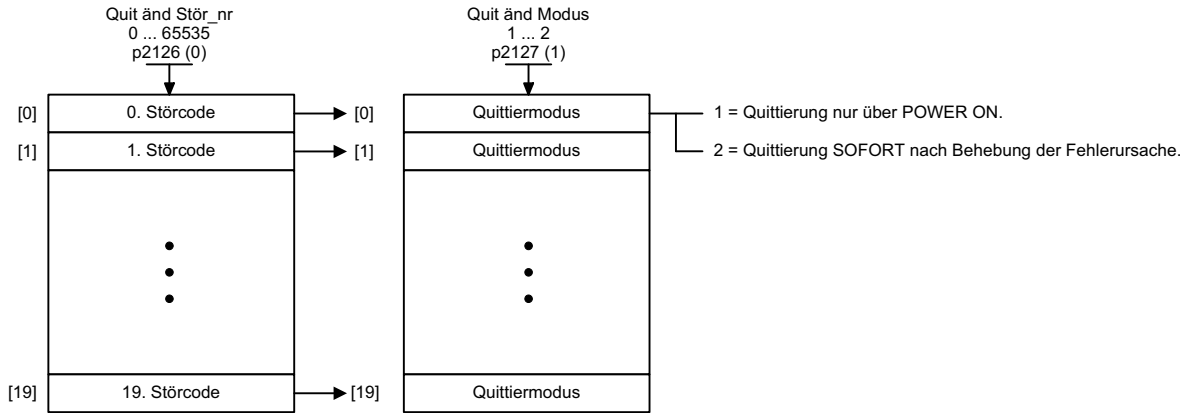 Quit änd Stör_nr
0 ... 65535
p2126 (0)
Quit änd Modus
1 ... 2
p2127 (1)
[0] 0. Störcode [0] Quittiermodus 1 = Quittierung nur über POWER ON.
[1] 1. Störcode [1] Quittiermodus 2 = Quittierung SOFORT nach Behebung der Fehlerursache.
[19] 19. Störcode [19] Quittiermodus